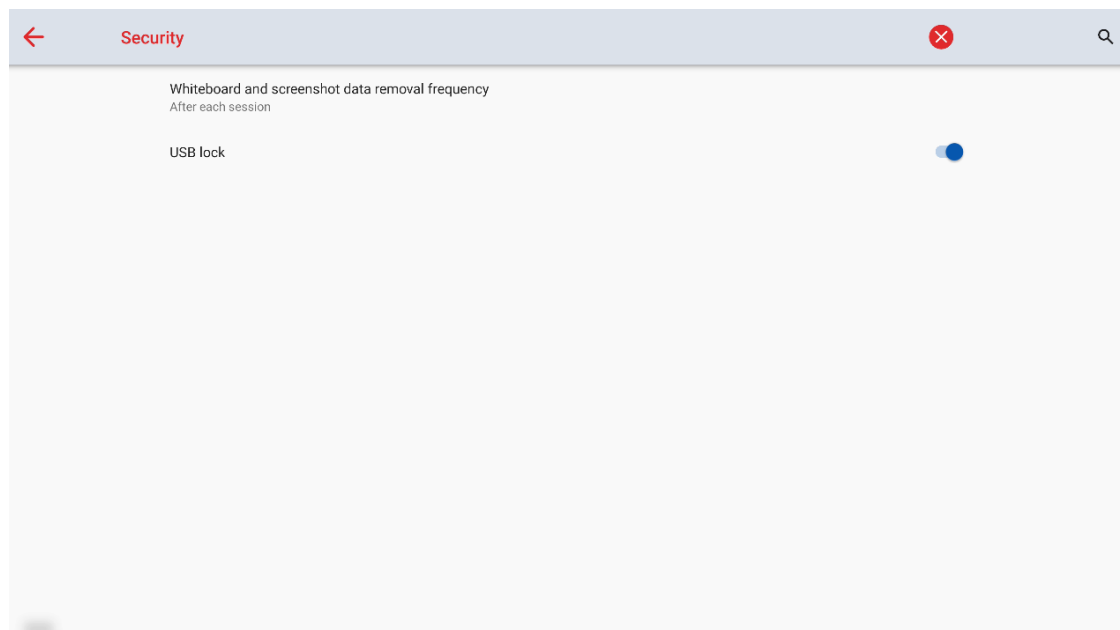 Security
Whiteboard and screenshot data removal frequency
After each session
USB lock